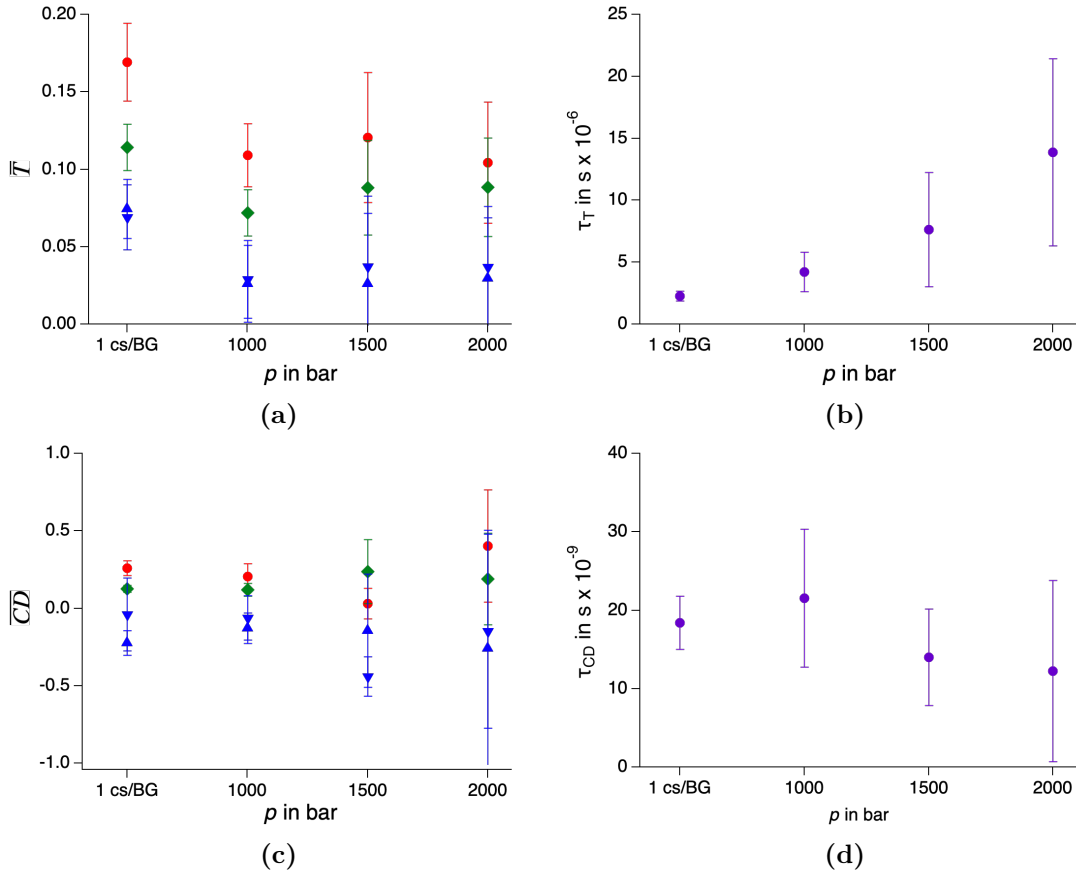 0.20
0.15
0.10
0.05
0.00
T
1 cs/BG 1000 1500 2000
p in bar
(a)
25
20
15
10
5
0
τT in s x 10-6
1 cs/BG 1000 1500 2000
p in bar
(b)
1.0
0.5
0.0
-0.5
-1.0
CD
1 cs/BG 1000 1500 2000
p in bar
(c)
40
30
20
10
0
τCD in s x 10-9
1 cs/BG 1000 1500 2000
p in bar
(d)